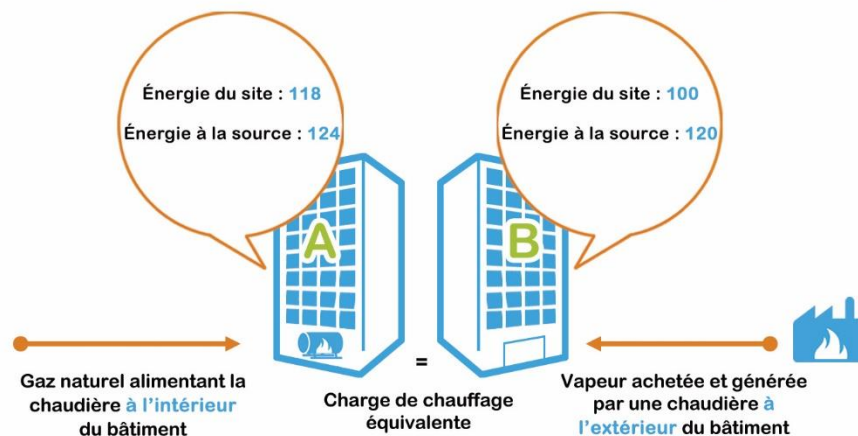 Énergie du site : 118
Énergie à la source : 124
Énergie du site : 100
Énergie à la source : 120
A
B
=
Gaz naturel alimentant la
chaudière à l’intérieur
du bâtiment
Charge de chauffage
équivalente
Vapeur achetée et générée
par une chaudière à
l’extérieur du bâtiment